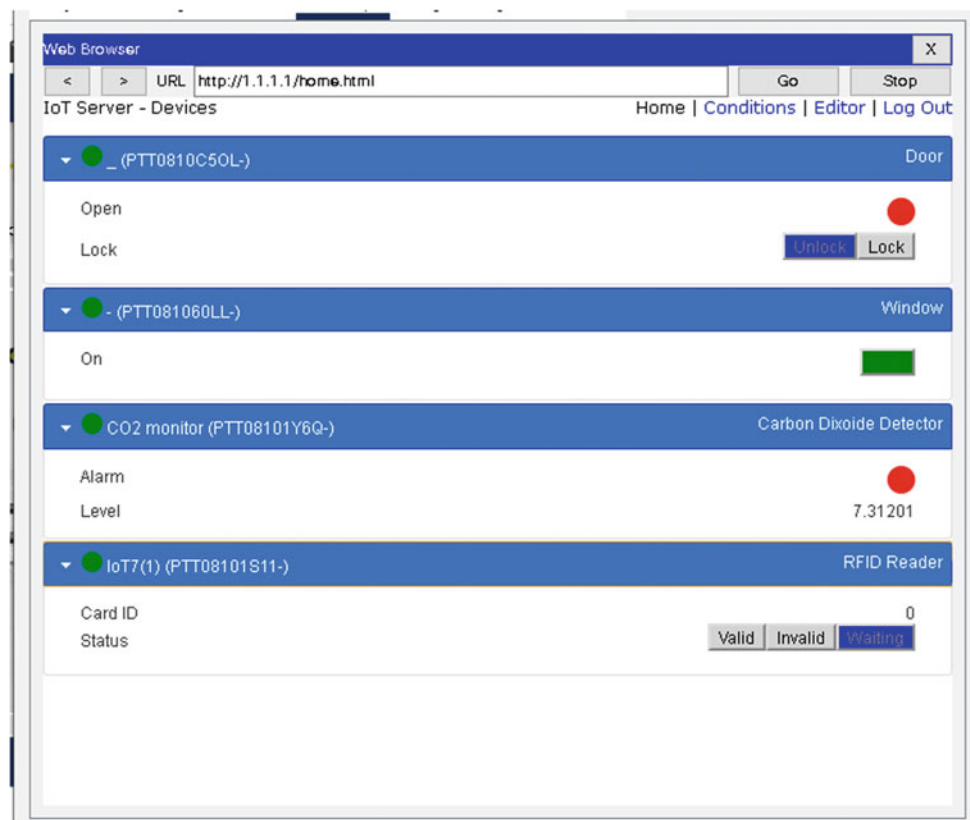 Web Browser X
< > URL http://1.1.1.1/home.html Go Stop
IoT Server - Devices Home | Conditions | Editor | Log Out
_ (PTT0810C5OL-) Door
Open
Lock Unlock Lock
- (PTT081060LL-) Window
On
CO2 monitor (PTT08101Y6Q-) Carbon Dixoide Detector
Alarm
Level 7.31201
IoT7(1) (PTT08101S11-) RFID Reader
Card ID 0
Status Valid Invalid Waiting